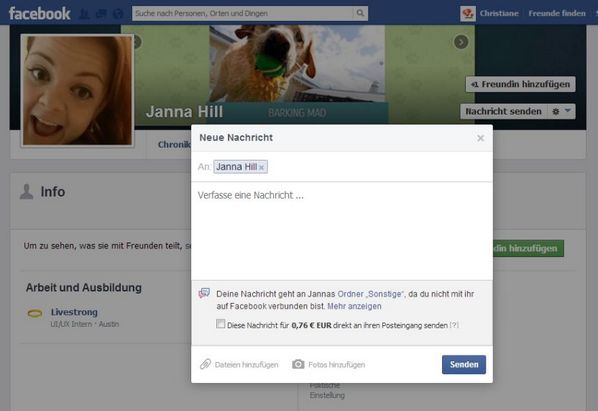 facebook
Suche nach Personen, Orten und Dingen
Christiane Freunde finden
Janna Hill
BARKING MAD
+1 Freundin hinzufügen
Nachricht senden
Chronik
Neue Nachricht
An: Janna Hill
Verfasse eine Nachricht ...
Info
Um zu sehen, was sie mit Freunden teilt,
hinzufügen
Arbeit und Ausbildung
Livestrong
UI/UX Intern · Austin
Deine Nachricht geht an Jannas Ordner „Sonstige“, da du nicht mit ihr
auf Facebook verbunden bist. Mehr anzeigen
Diese Nachricht für 0,76 € EUR direkt an ihren Posteingang senden [?]
Dateien hinzufügen
Fotos hinzufügen
Senden
Politische
Einstellung